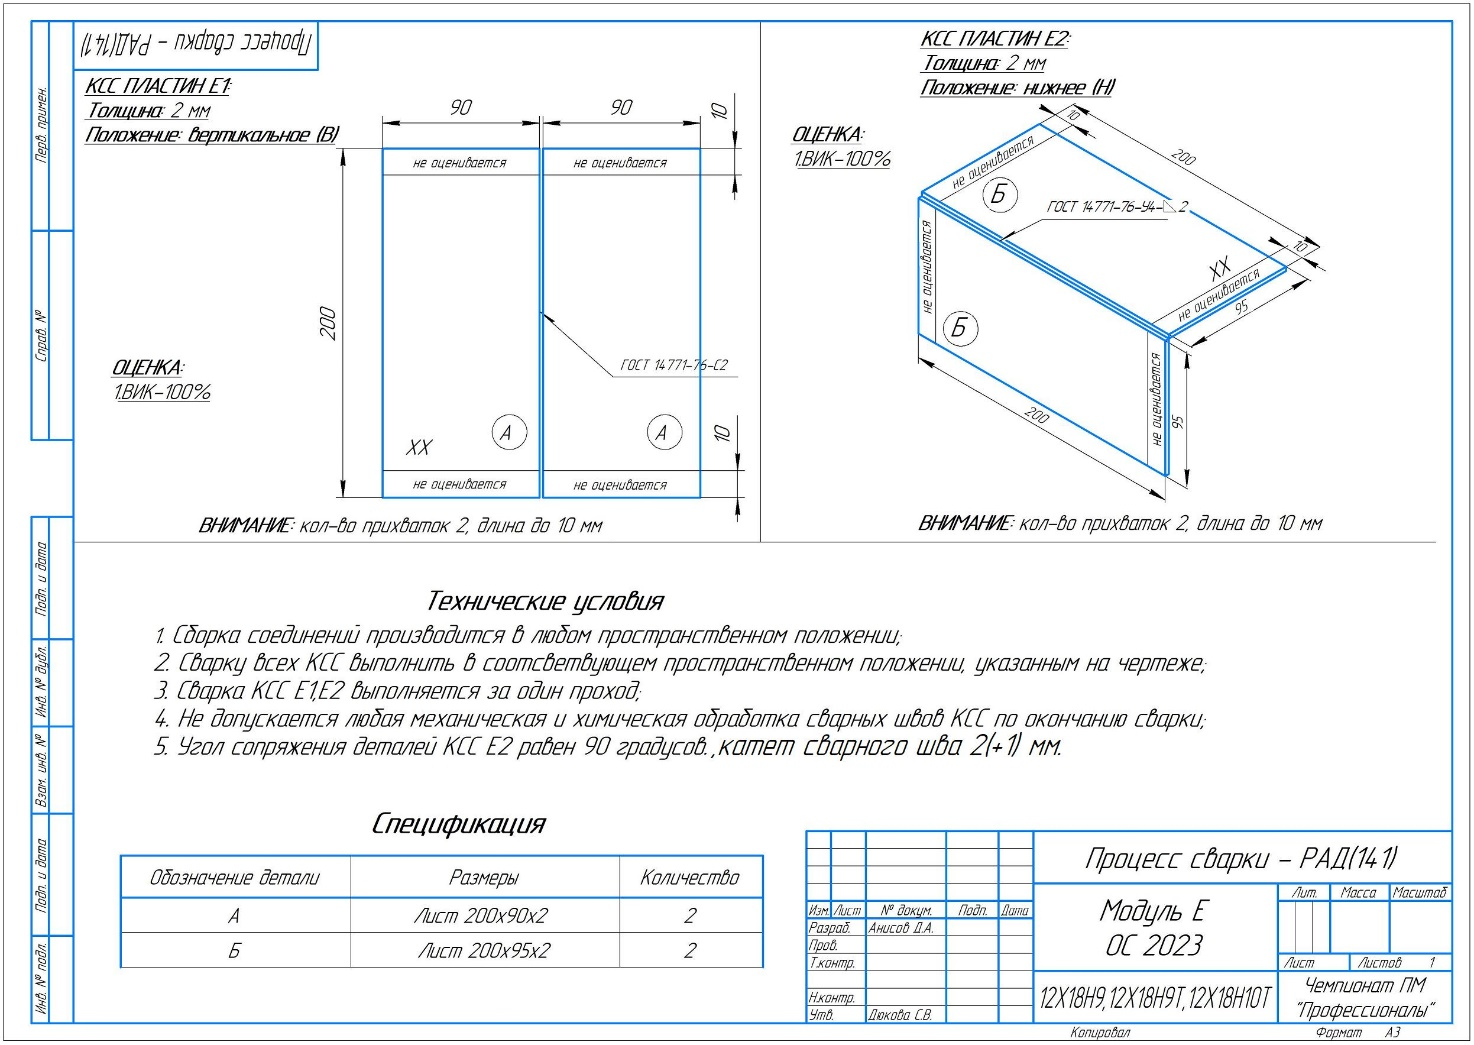 Процесс сварки - РАД(141)
КСС ПЛАСТИН Е1:
Толщина: 2 мм
Положение: вертикальное (В)
90
90
10
не оценивается
не оценивается
200
ГОСТ 14771-76-С2
ОЦЕНКА:
1.ВИК-100%
А
А
ХХ
10
не оценивается
не оценивается
ВНИМАНИЕ: кол-во прихваток 2, длина до 10 мм
КСС ПЛАСТИН Е2:
Толщина: 2 мм
Положение: нижнее (Н)
ОЦЕНКА:
1.ВИК-100%
10
200
не оценивается
Б
ГОСТ 14771-76-У4-◺ 2
не оценивается
10
ХХ
не оценивается
95
Б
не оценивается
95
200
ВНИМАНИЕ: кол-во прихваток 2, длина до 10 мм
Технические условия
1. Сборка соединений производится в любом пространственном положении;
2. Сварку всех КСС выполнить в соотсветвующем пространственном положении, указанным на чертеже;
3. Сварка КСС Е1,Е2 выполняется за один проход;
4. Не допускается любая механическая и химическая обработка сварных швов КСС по окончанию сварки;
5. Угол сопряжения деталей КСС Е2 равен 90 градусов.,катет сварного шва 2(+1) мм.
Спецификация
Обозначение детали Размеры Количество
А Лист 200х90х2 2
Б Лист 200х95х2 2
Перв. примен.
Справ. №
Подп. и дата
Инв. № дубл.
Взам. инв. №
Подп. и дата
Инв. № подл.
Процесс сварки - РАД(141)
Изм. Лист № докум. Подп. Дата
Разраб. Анисов Д.А.
Пров.
Т.контр.
Н.контр.
Утв. Дюкова С.В.
Модуль Е
ОС 2023
Лит. Масса Масштаб
Лист Листов 1
12Х18Н9,12Х18Н9Т,12Х18Н10Т
Чемпионат ПМ
"Профессионалы"
Копировал Формат А3